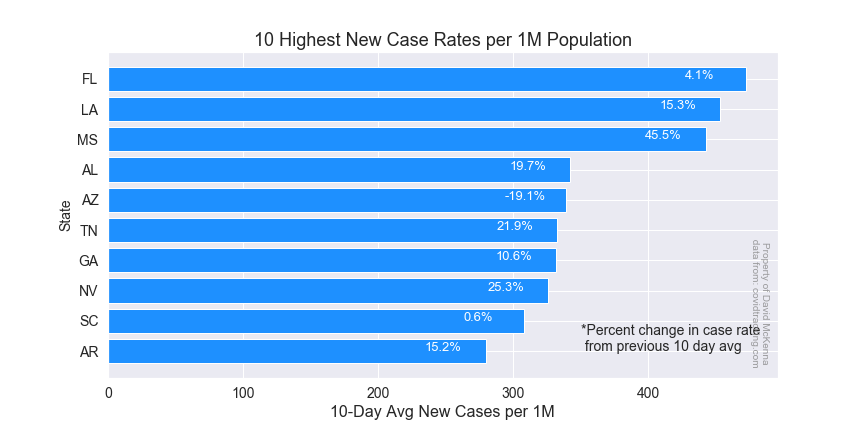 10 Highest New Case Rates per 1M Population
State
FL
4.1%
LA
15.3%
MS
45.5%
AL
19.7%
AZ
-19.1%
TN
21.9%
GA
10.6%
NV
25.3%
SC
0.6%
AR
15.2%
*Percent change in case rate
from previous 10 day avg
Property of David McKenna
data from: covidtracking.com
0
100
200
300
400
10-Day Avg New Cases per 1M